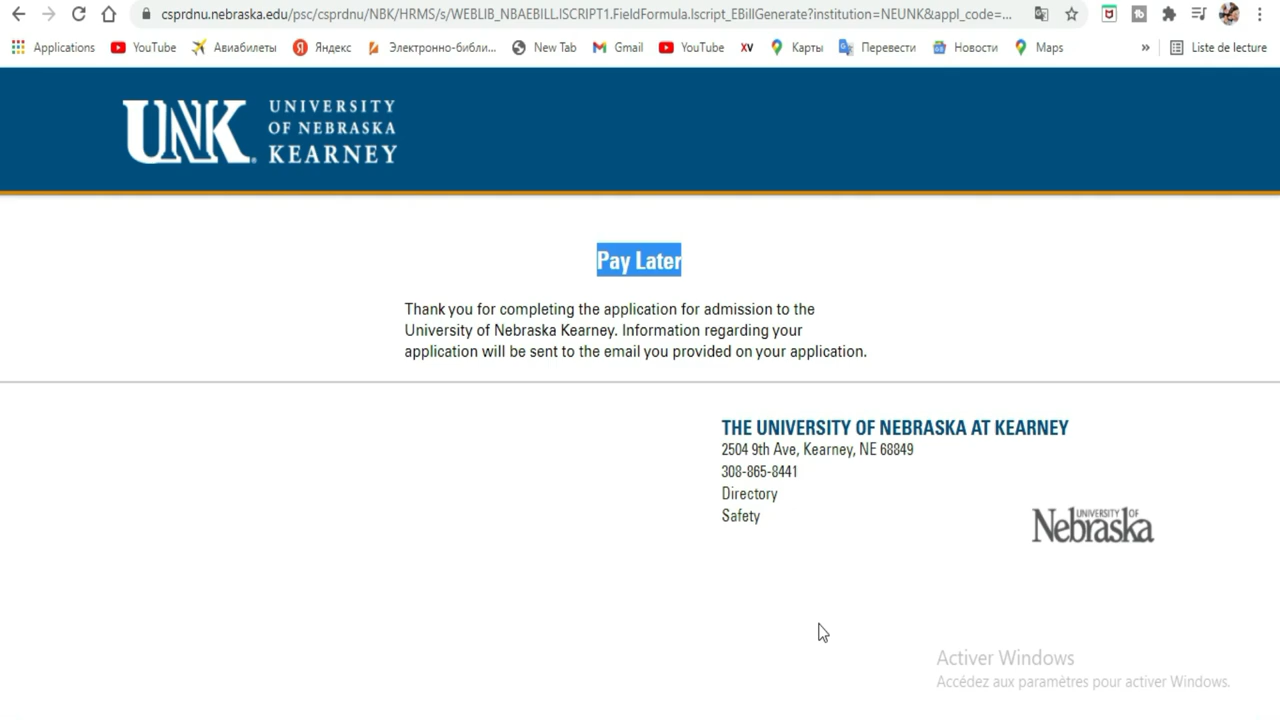 csprdnu.nebraska.edu/psc/csprdnu/NBK/HRMS/s/WEBLIB_NBAEBILL.ISCRIPT1.FieldFormula.Iscript_EBillGenerate?institution=NEUNK&appl_code=...
Applications YouTube Авиабилеты Яндекс Электронно-библи... New Tab Gmail YouTube XV Карты Перевести Новости Maps » Liste de lecture
UNK
UNIVERSITY
OF NEBRASKA
KEARNEY
Pay Later
Thank you for completing the application for admission to the
University of Nebraska Kearney. Information regarding your
application will be sent to the email you provided on your application.
THE UNIVERSITY OF NEBRASKA AT KEARNEY
2504 9th Ave, Kearney, NE 68849
308-865-8441
Directory
Safety
UNIVERSITY OF
Nebraska
Activer Windows
Accédez aux paramètres pour activer Windows.